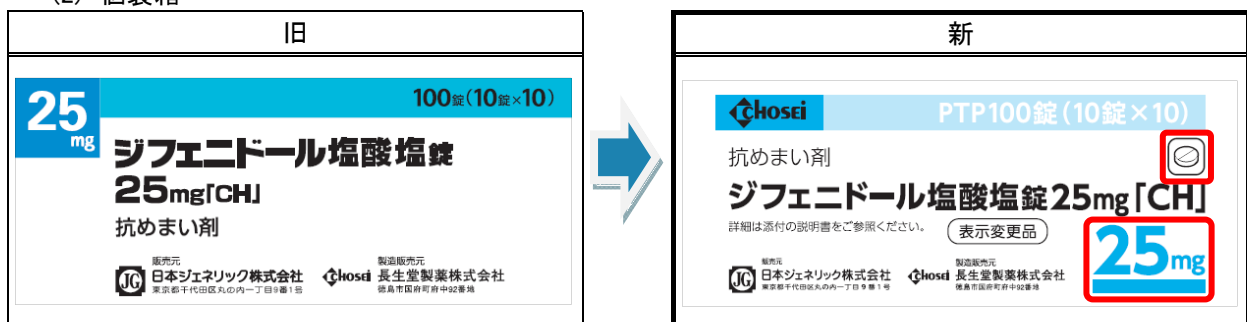 (2) 個装箱
旧
25
mg
100錠(10錠×10)
ジフェニドール塩酸塩錠
25mg「CH」
抗めまい剤
販売元
JG 日本ジェネリック株式会社
東京都千代田区丸の内一丁目9番1号
製造販売元
Chosei 長生堂製薬株式会社
徳島市国府町府中92番地
新
Chosei
PTP100錠(10錠×10)
抗めまい剤
ジフェニドール塩酸塩錠25mg「CH」
詳細は添付の説明書をご参照ください。
表示変更品
25mg
販売元
JG 日本ジェネリック株式会社
東京都千代田区丸の内一丁目9番1号
製造販売元
Chosei 長生堂製薬株式会社
徳島市国府町府中92番地